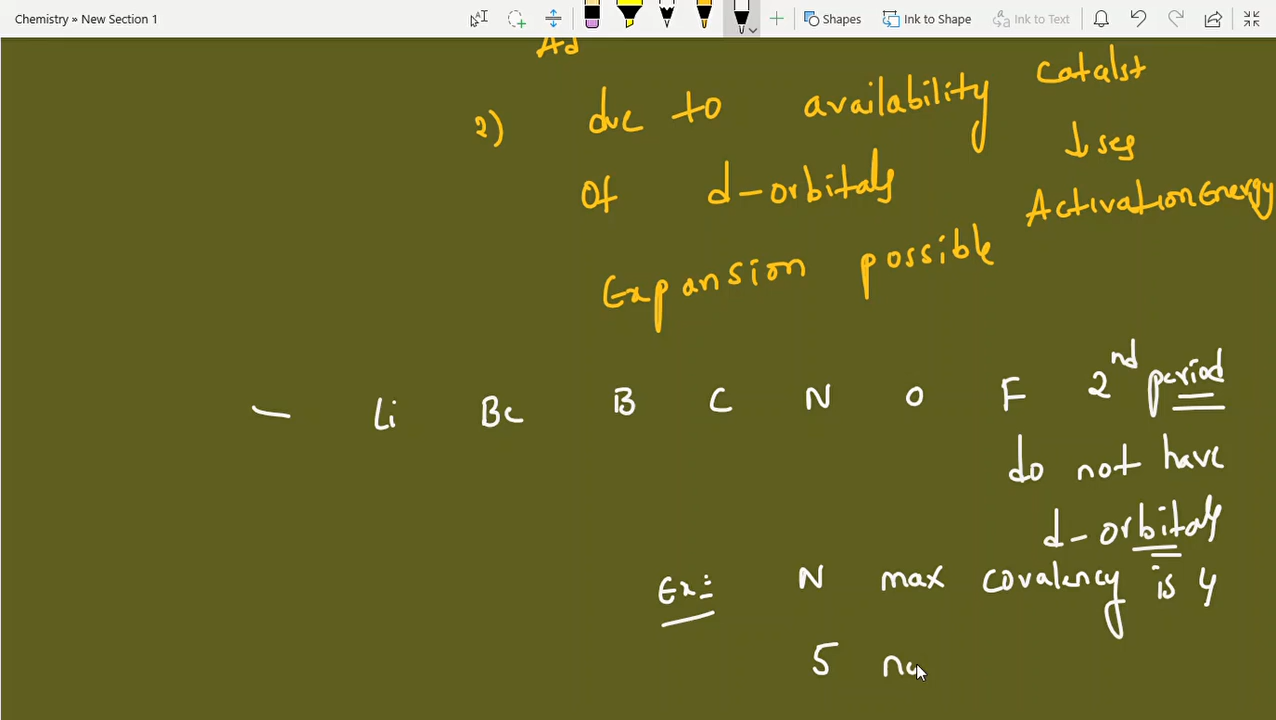 Chemistry » New Section 1
Shapes Ink to Shape Ink to Text
2) due to availability
Of d-orbitals
Expansion possible
Catalst
↓ses
Activation Energy
— Li Be B C N O F 2nd period
do not have
d-orbitals
Ex:- N max covalency is 4
5